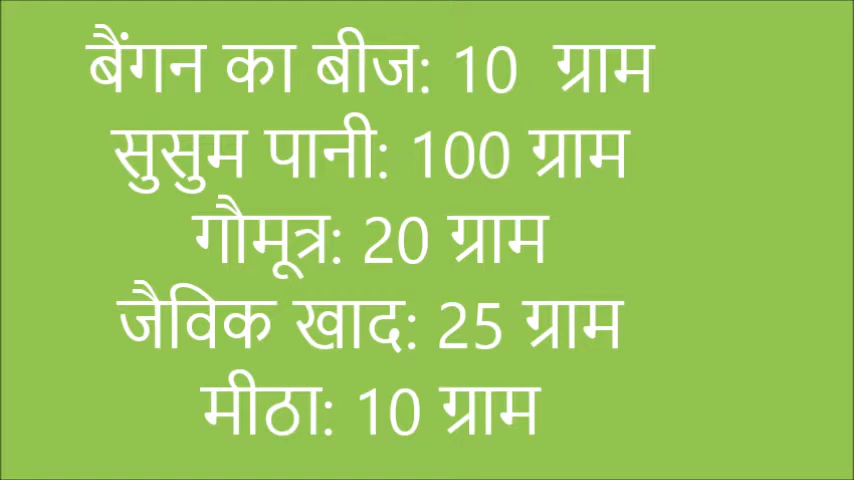 बैंगन का बीज: 10 ग्राम
सुसुम पानी: 100 ग्राम
गौमूत्र: 20 ग्राम
जैविक खाद: 25 ग्राम
मीठा: 10 ग्राम